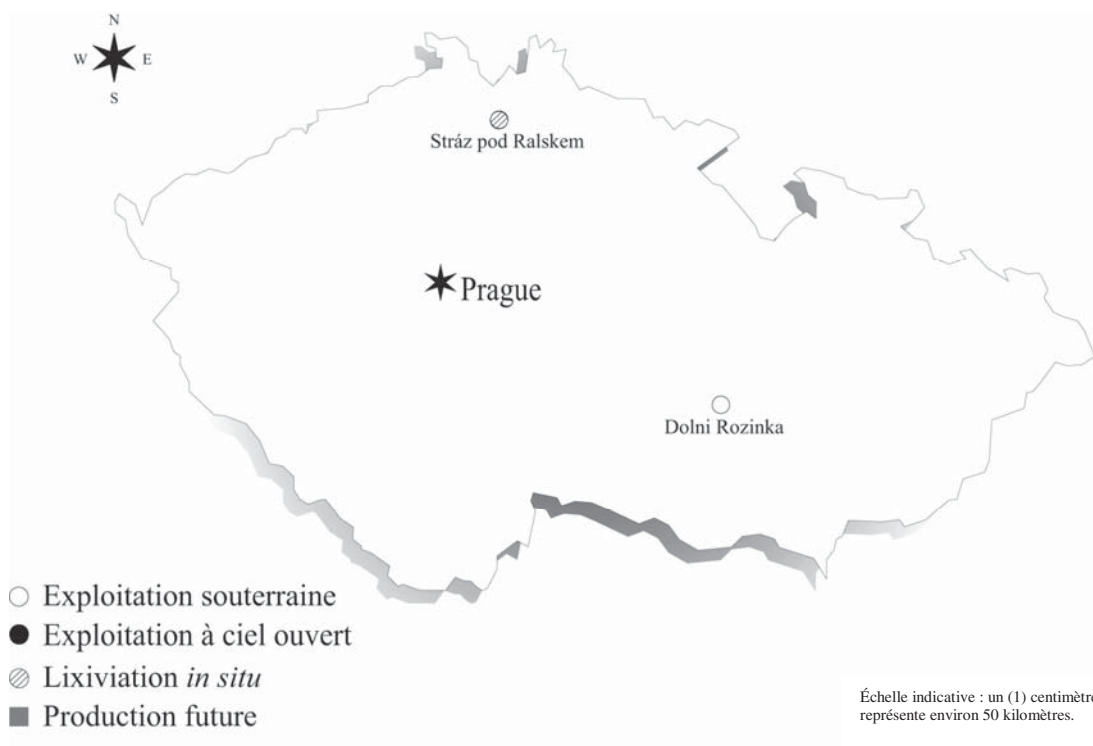 N
W E
S
Stráz pod Ralskem
Prague
Dolni Rozinka
Exploitation souterraine
Exploitation à ciel ouvert
Lixiviation in situ
Production future
Échelle indicative : un (1) centimètre
représente environ 50 kilomètres.